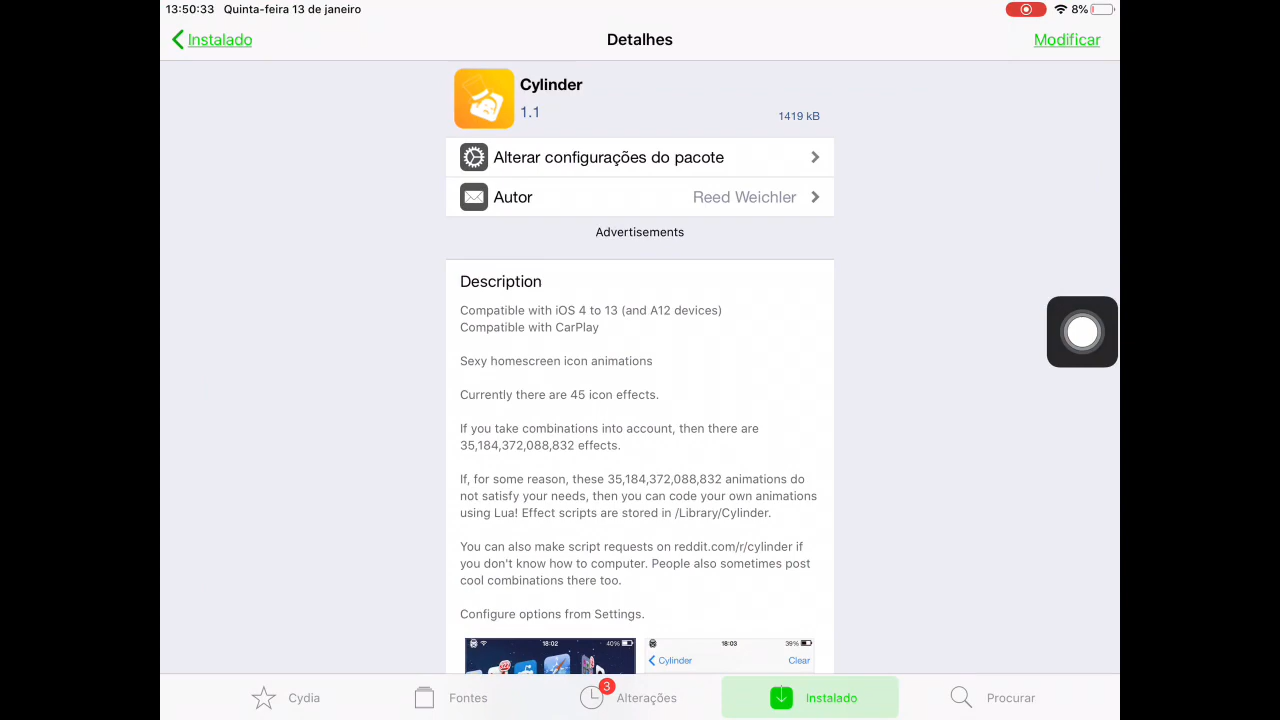 13:50:33 Quinta-feira 13 de janeiro
8%
Instalado
Detalhes
Modificar
Cylinder
1.1
1419 kB
Alterar configurações do pacote
Autor
Reed Weichler
Advertisements
Description
Compatible with iOS 4 to 13 (and A12 devices)
Compatible with CarPlay
Sexy homescreen icon animations
Currently there are 45 icon effects.
If you take combinations into account, then there are
35,184,372,088,832 effects.
If, for some reason, these 35,184,372,088,832 animations do
not satisfy your needs, then you can code your own animations
using Lua! Effect scripts are stored in /Library/Cylinder.
You can also make script requests on reddit.com/r/cylinder if
you don't know how to computer. People also sometimes post
cool combinations there too.
Configure options from Settings.
18:02
40%
18:03
39%
Cylinder
Clear
Cydia
Fontes
3
Alterações
Instalado
Procurar